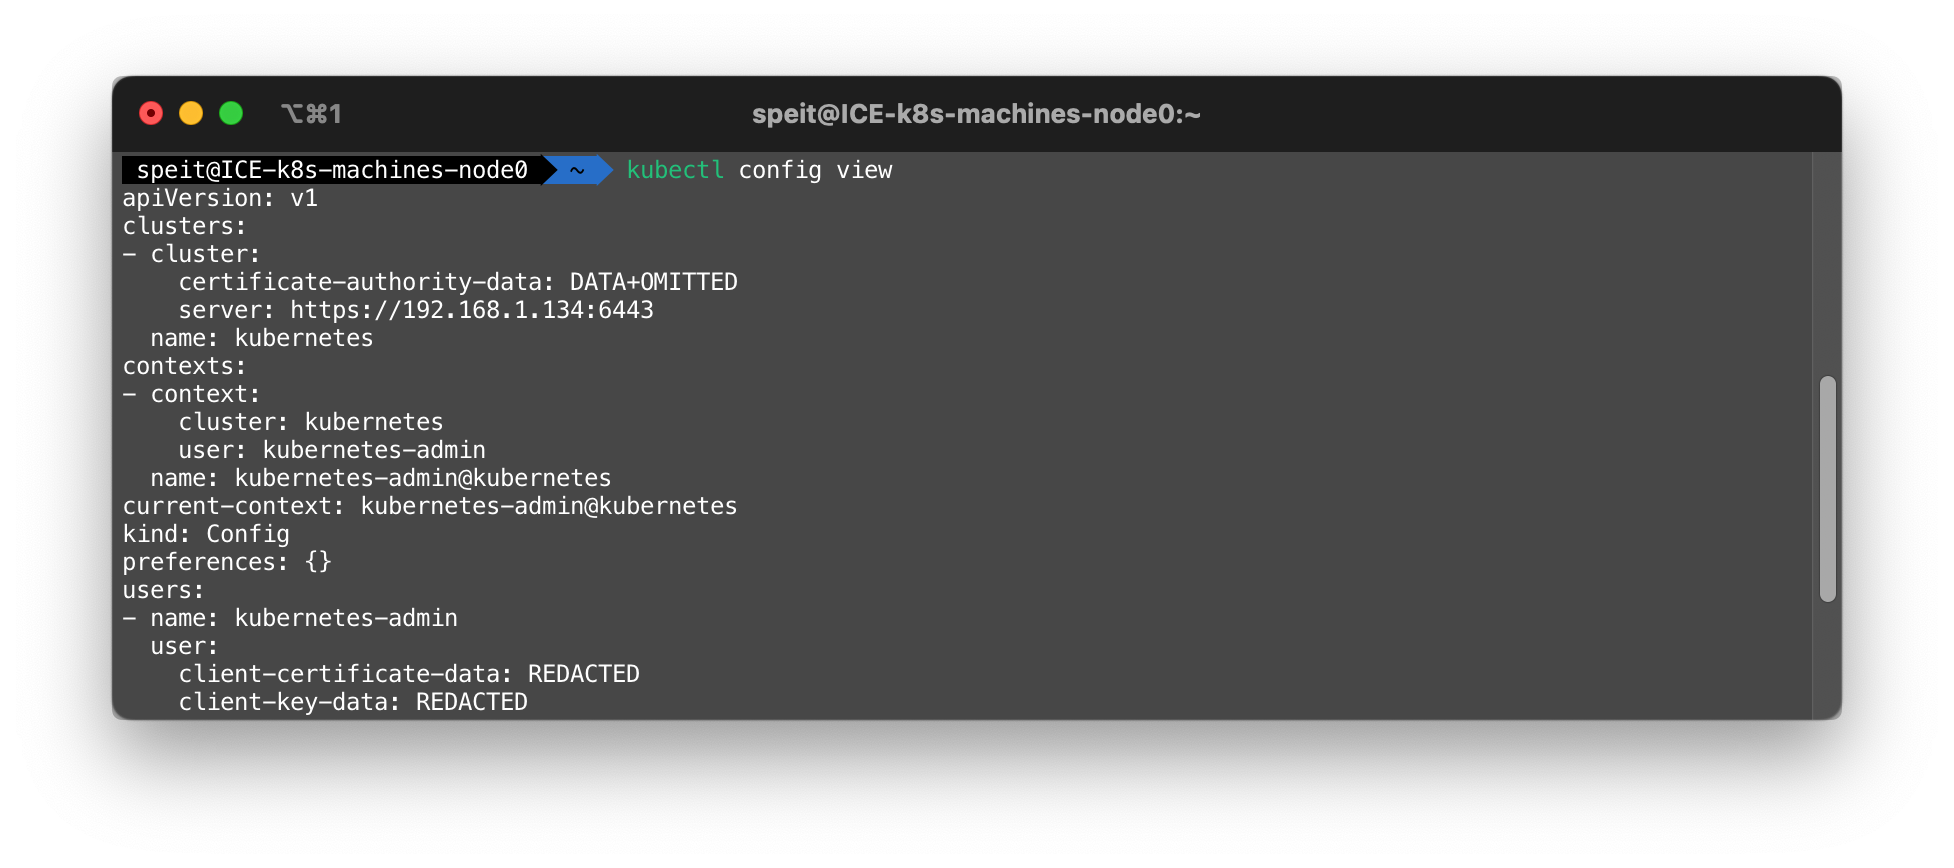 ⌥⌘1
speit@ICE-k8s-machines-node0:~
speit@ICE-k8s-machines-node0 ~ kubectl config view
apiVersion: v1
clusters:
- cluster:
    certificate-authority-data: DATA+OMITTED
    server: https://192.168.1.134:6443
  name: kubernetes
contexts:
- context:
    cluster: kubernetes
    user: kubernetes-admin
  name: kubernetes-admin@kubernetes
current-context: kubernetes-admin@kubernetes
kind: Config
preferences: {}
users:
- name: kubernetes-admin
  user:
    client-certificate-data: REDACTED
    client-key-data: REDACTED